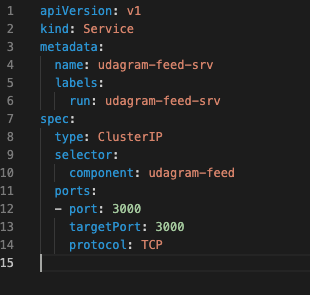 1 apiVersion: v1
2 kind: Service
3 metadata:
4   name: udagram-feed-srv
5   labels:
6     run: udagram-feed-srv
7 spec:
8   type: ClusterIP
9   selector:
10     component: udagram-feed
11   ports:
12   - port: 3000
13     targetPort: 3000
14     protocol: TCP
15